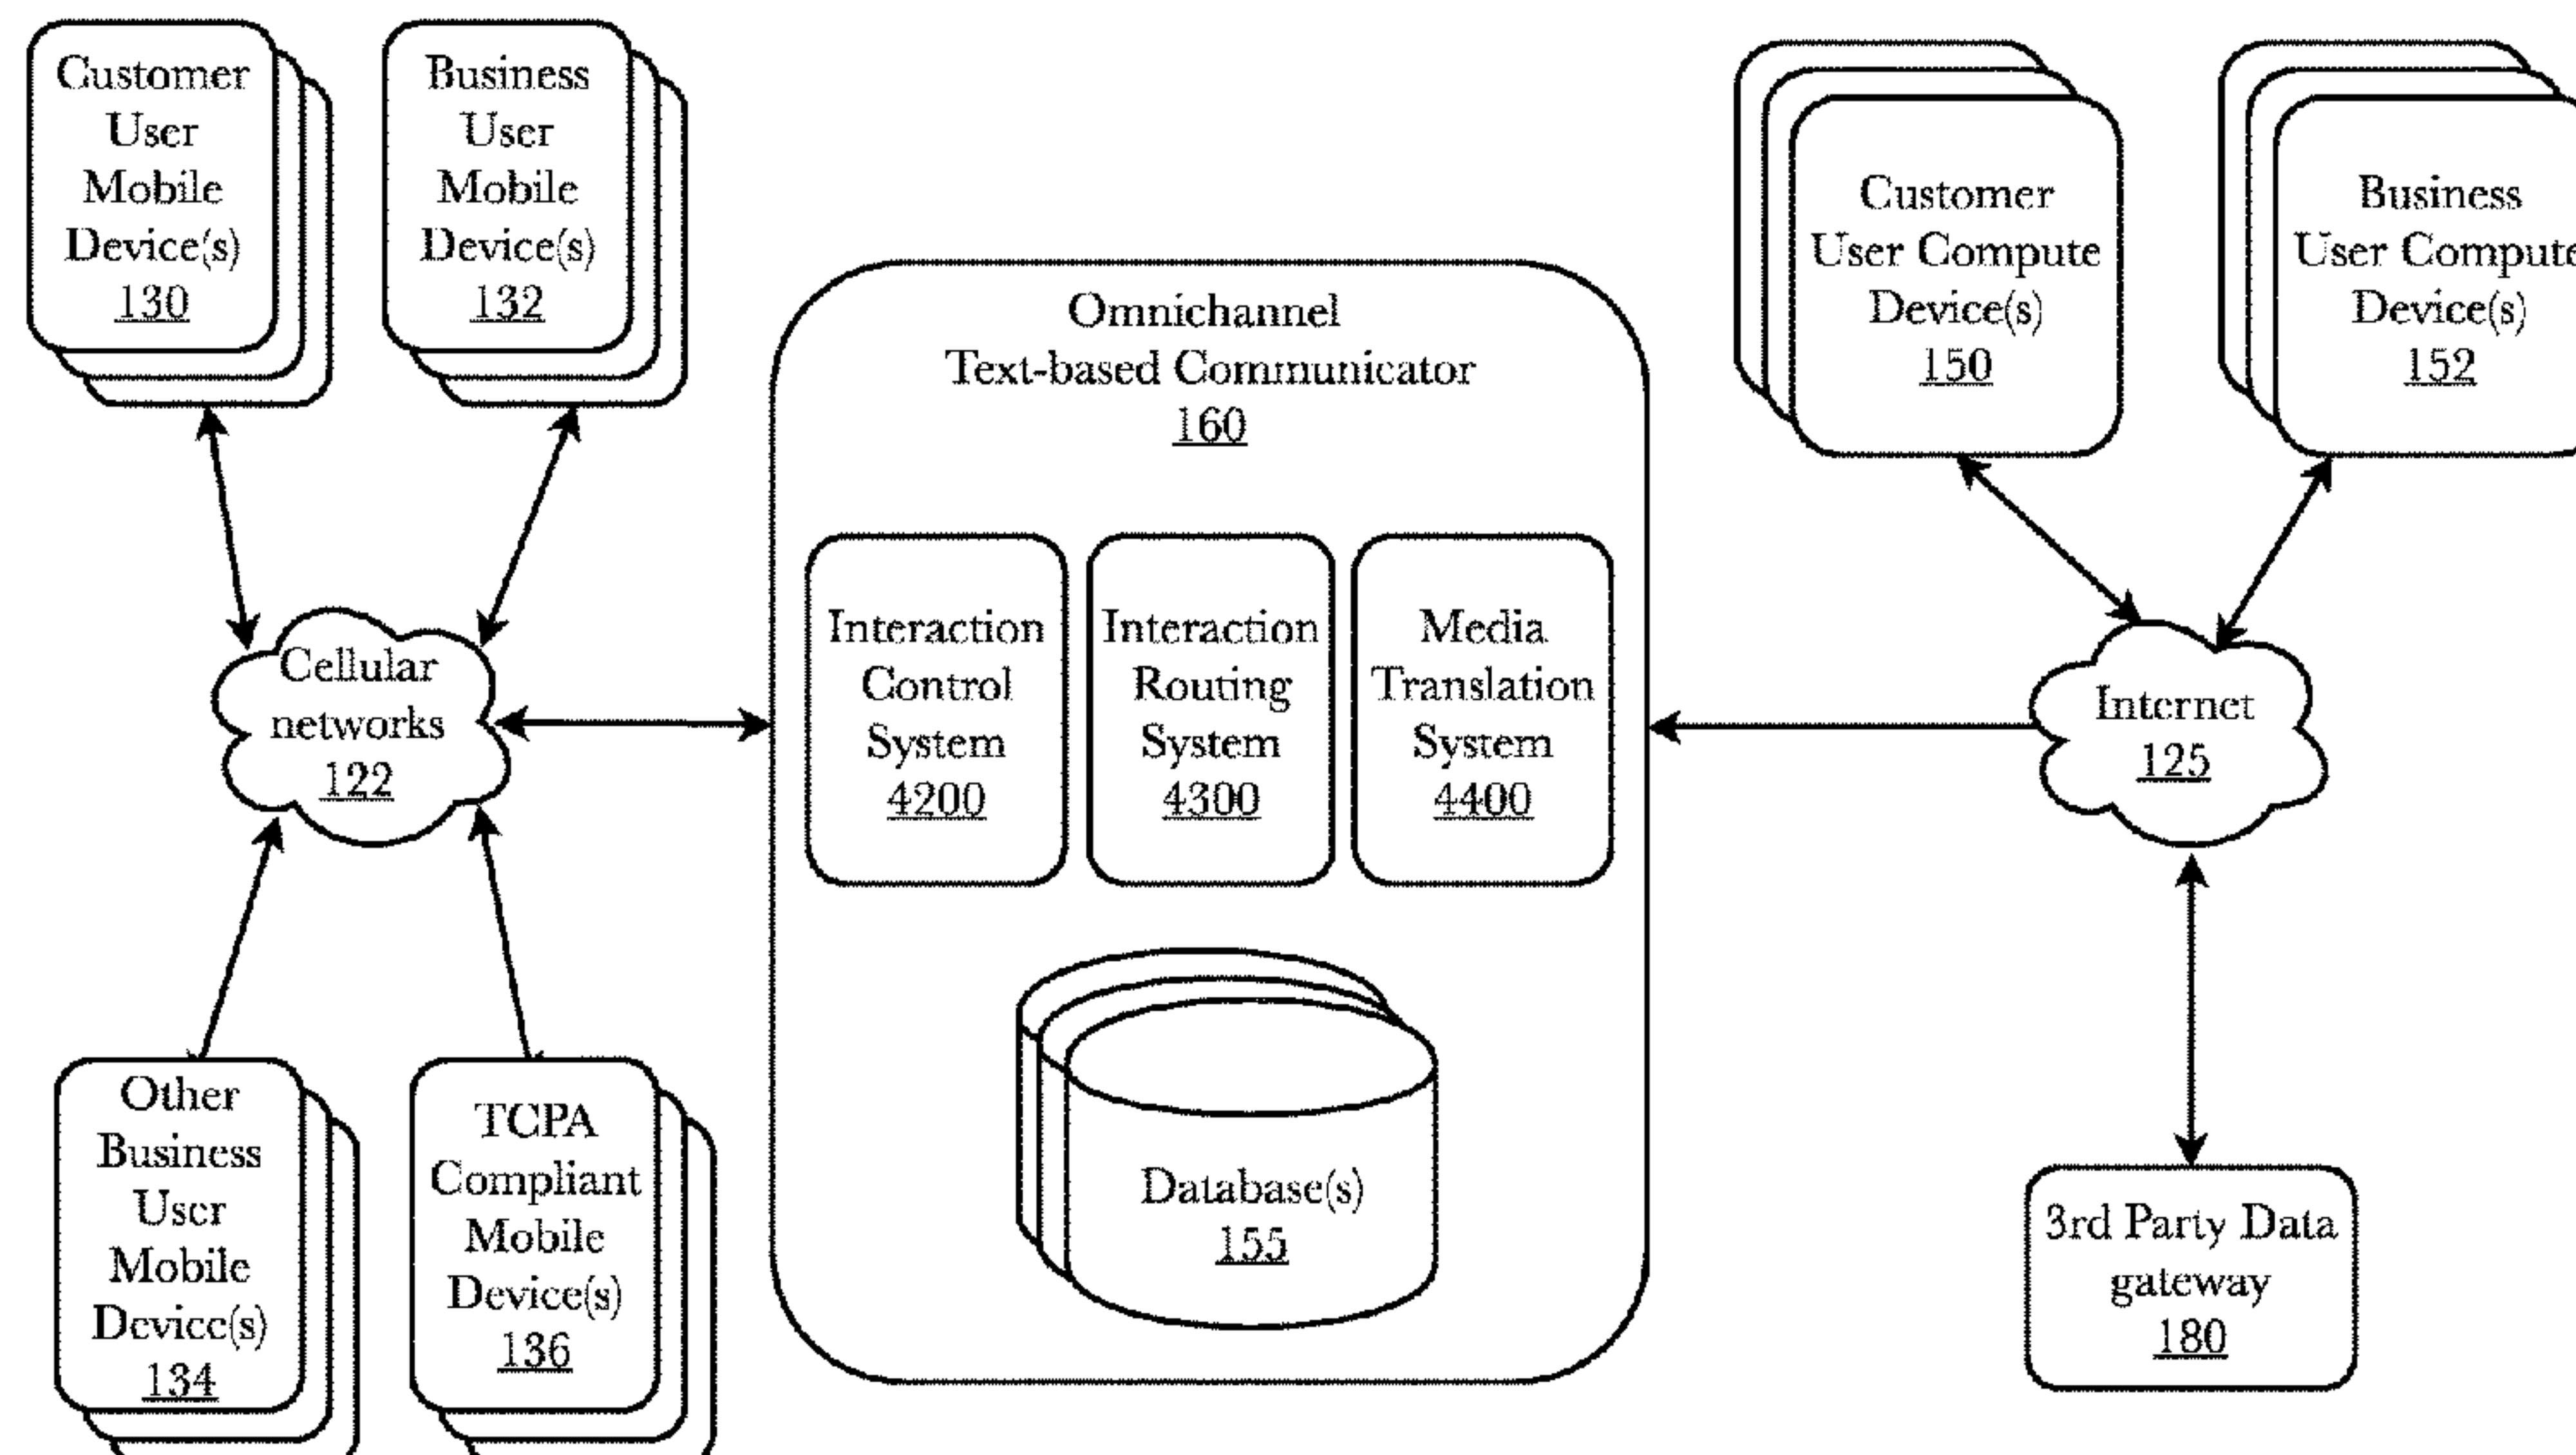 Customer
User
Mobile
Device(s)
130
Business
User
Mobile
Device(s)
132
Customer
User Compute
Device(s)
150
Business
User Compute
Device(s)
152
Omnichannel
Text-based Communicator
160
Cellular
networks
122
Interaction
Control
System
4200
Interaction
Routing
System
4300
Media
Translation
System
4400
Internet
125
Other
Business
User
Mobile
Device(s)
134
TCPA
Compliant
Mobile
Device(s)
136
Database(s)
155
3rd Party Data
gateway
180